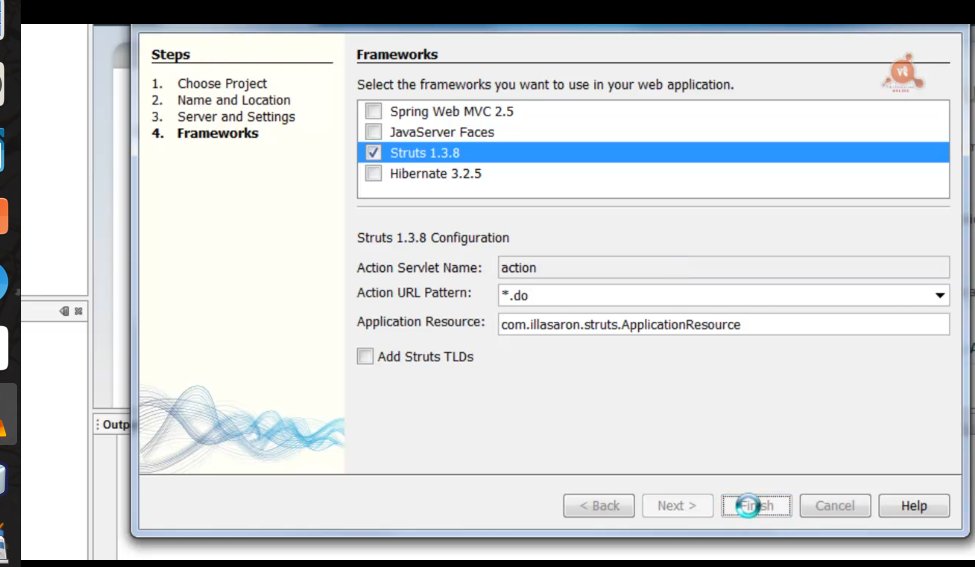 Steps
1. Choose Project
2. Name and Location
3. Server and Settings
4. Frameworks
Frameworks
Select the frameworks you want to use in your web application.
Spring Web MVC 2.5
JavaServer Faces
Struts 1.3.8
Hibernate 3.2.5
Struts 1.3.8 Configuration
Action Servlet Name: action
Action URL Pattern: *.do
Application Resource: com.illasaron.struts.ApplicationResource
Add Struts TLDs
Outp
< Back Next > Finish Cancel Help